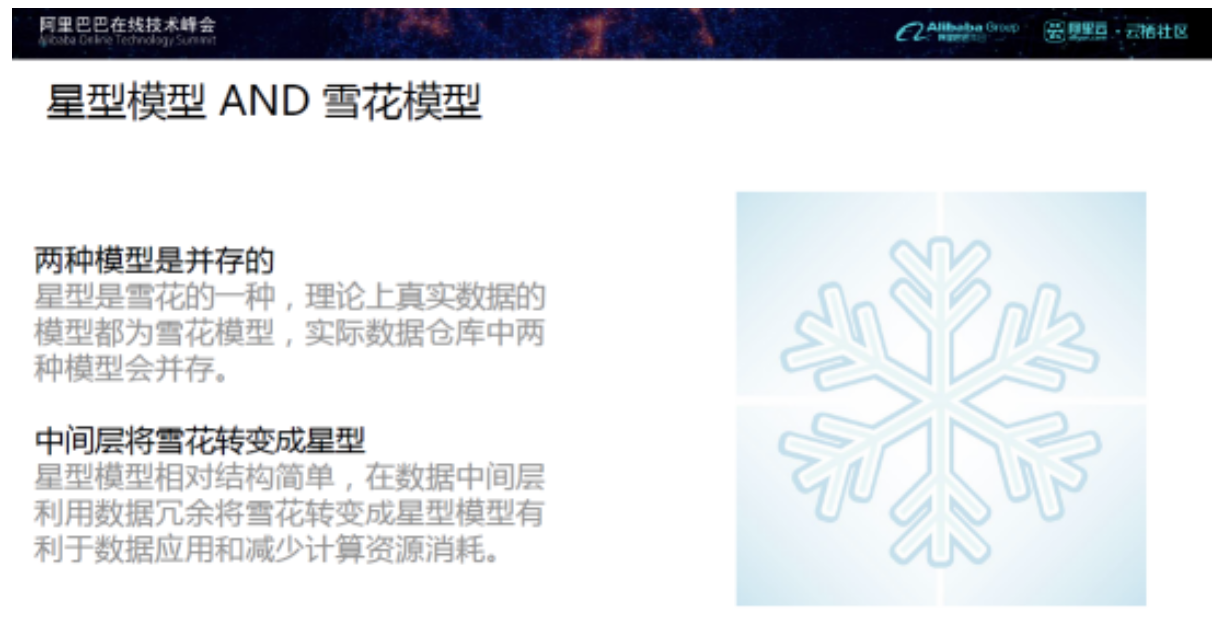 阿里巴巴在线技术峰会
Alibaba Online Technology Summit
Alibaba Group
阿里云 · 云栖社区
星型模型 AND 雪花模型
两种模型是并存的
星型是雪花的一种，理论上真实数据的
模型都为雪花模型，实际数据仓库中两
种模型会并存。
中间层将雪花转变成星型
星型模型相对结构简单，在数据中间层
利用数据冗余将雪花转变成星型模型有
利于数据应用和减少计算资源消耗。